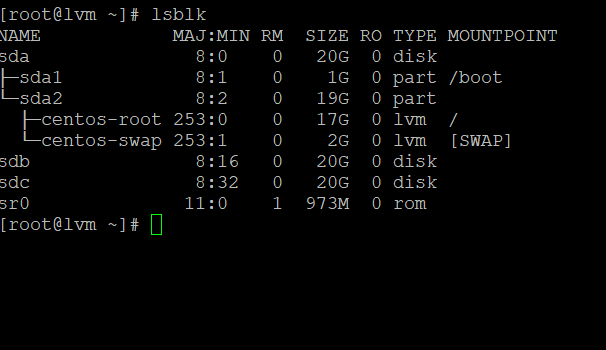 [root@lvm ~]# lsblk
NAME            MAJ:MIN RM  SIZE RO TYPE MOUNTPOINT
sda               8:0    0   20G  0 disk
├─sda1            8:1    0    1G  0 part /boot
└─sda2            8:2    0   19G  0 part
  ├─centos-root 253:0    0   17G  0 lvm  /
  └─centos-swap 253:1    0    2G  0 lvm  [SWAP]
sdb               8:16   0   20G  0 disk
sdc               8:32   0   20G  0 disk
sr0              11:0    1  973M  0 rom
[root@lvm ~]#